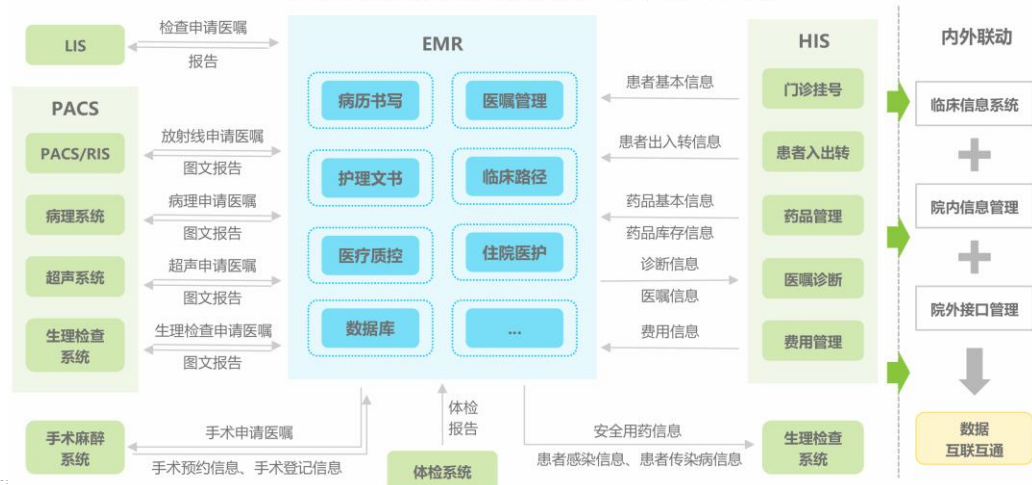 LIS
检查申请医嘱
报告
PACS
PACS/RIS
放射线申请医嘱
图文报告
病理系统
病理申请医嘱
图文报告
超声系统
超声申请医嘱
图文报告
生理检查
系统
生理检查申请医嘱
图文报告
EMR
病历书写
医嘱管理
护理文书
临床路径
医疗质控
住院医护
数据库
...
患者基本信息
患者出入转信息
药品基本信息
药品库存信息
诊断信息
医嘱信息
费用信息
HIS
门诊挂号
患者入出转
药品管理
医嘱诊断
费用管理
内外联动
临床信息系统
院内信息管理
院外接口管理
数据
互联互通
手术麻醉
系统
手术申请医嘱
手术预约信息、手术登记信息
体检
报告
体检系统
安全用药信息
患者感染信息、患者传染病信息
生理检查
系统